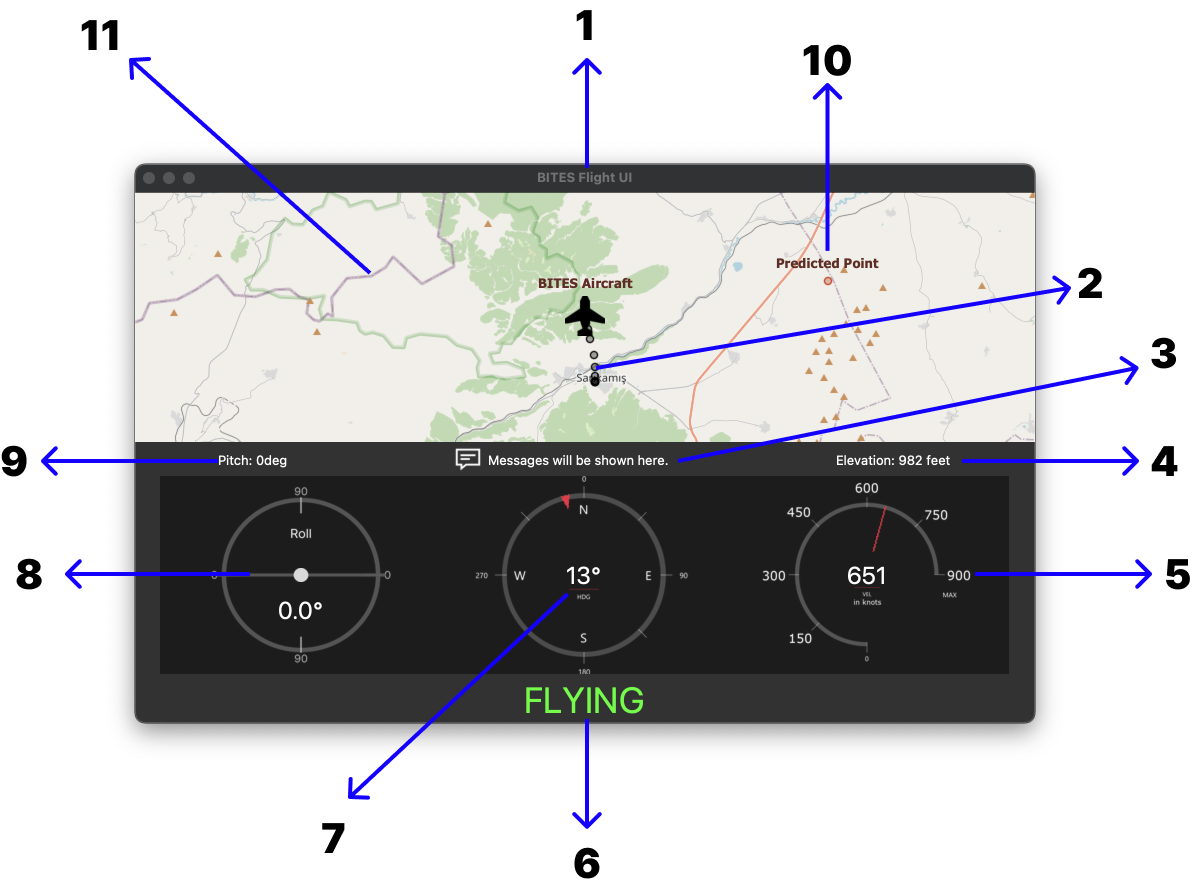 11
1
10
BITES Flight UI
Predicted Point
BITES Aircraft
2
3
Sarıkamış
9
Pitch: 0deg
Messages will be shown here.
Elevation: 982 feet
4
90
Roll
0
0
0.0°
90
8
0
N
270
W
13°
HDG
E
90
S
180
600
450
750
300
651
900
VEL
in knots
MAX
150
0
5
FLYING
7
6